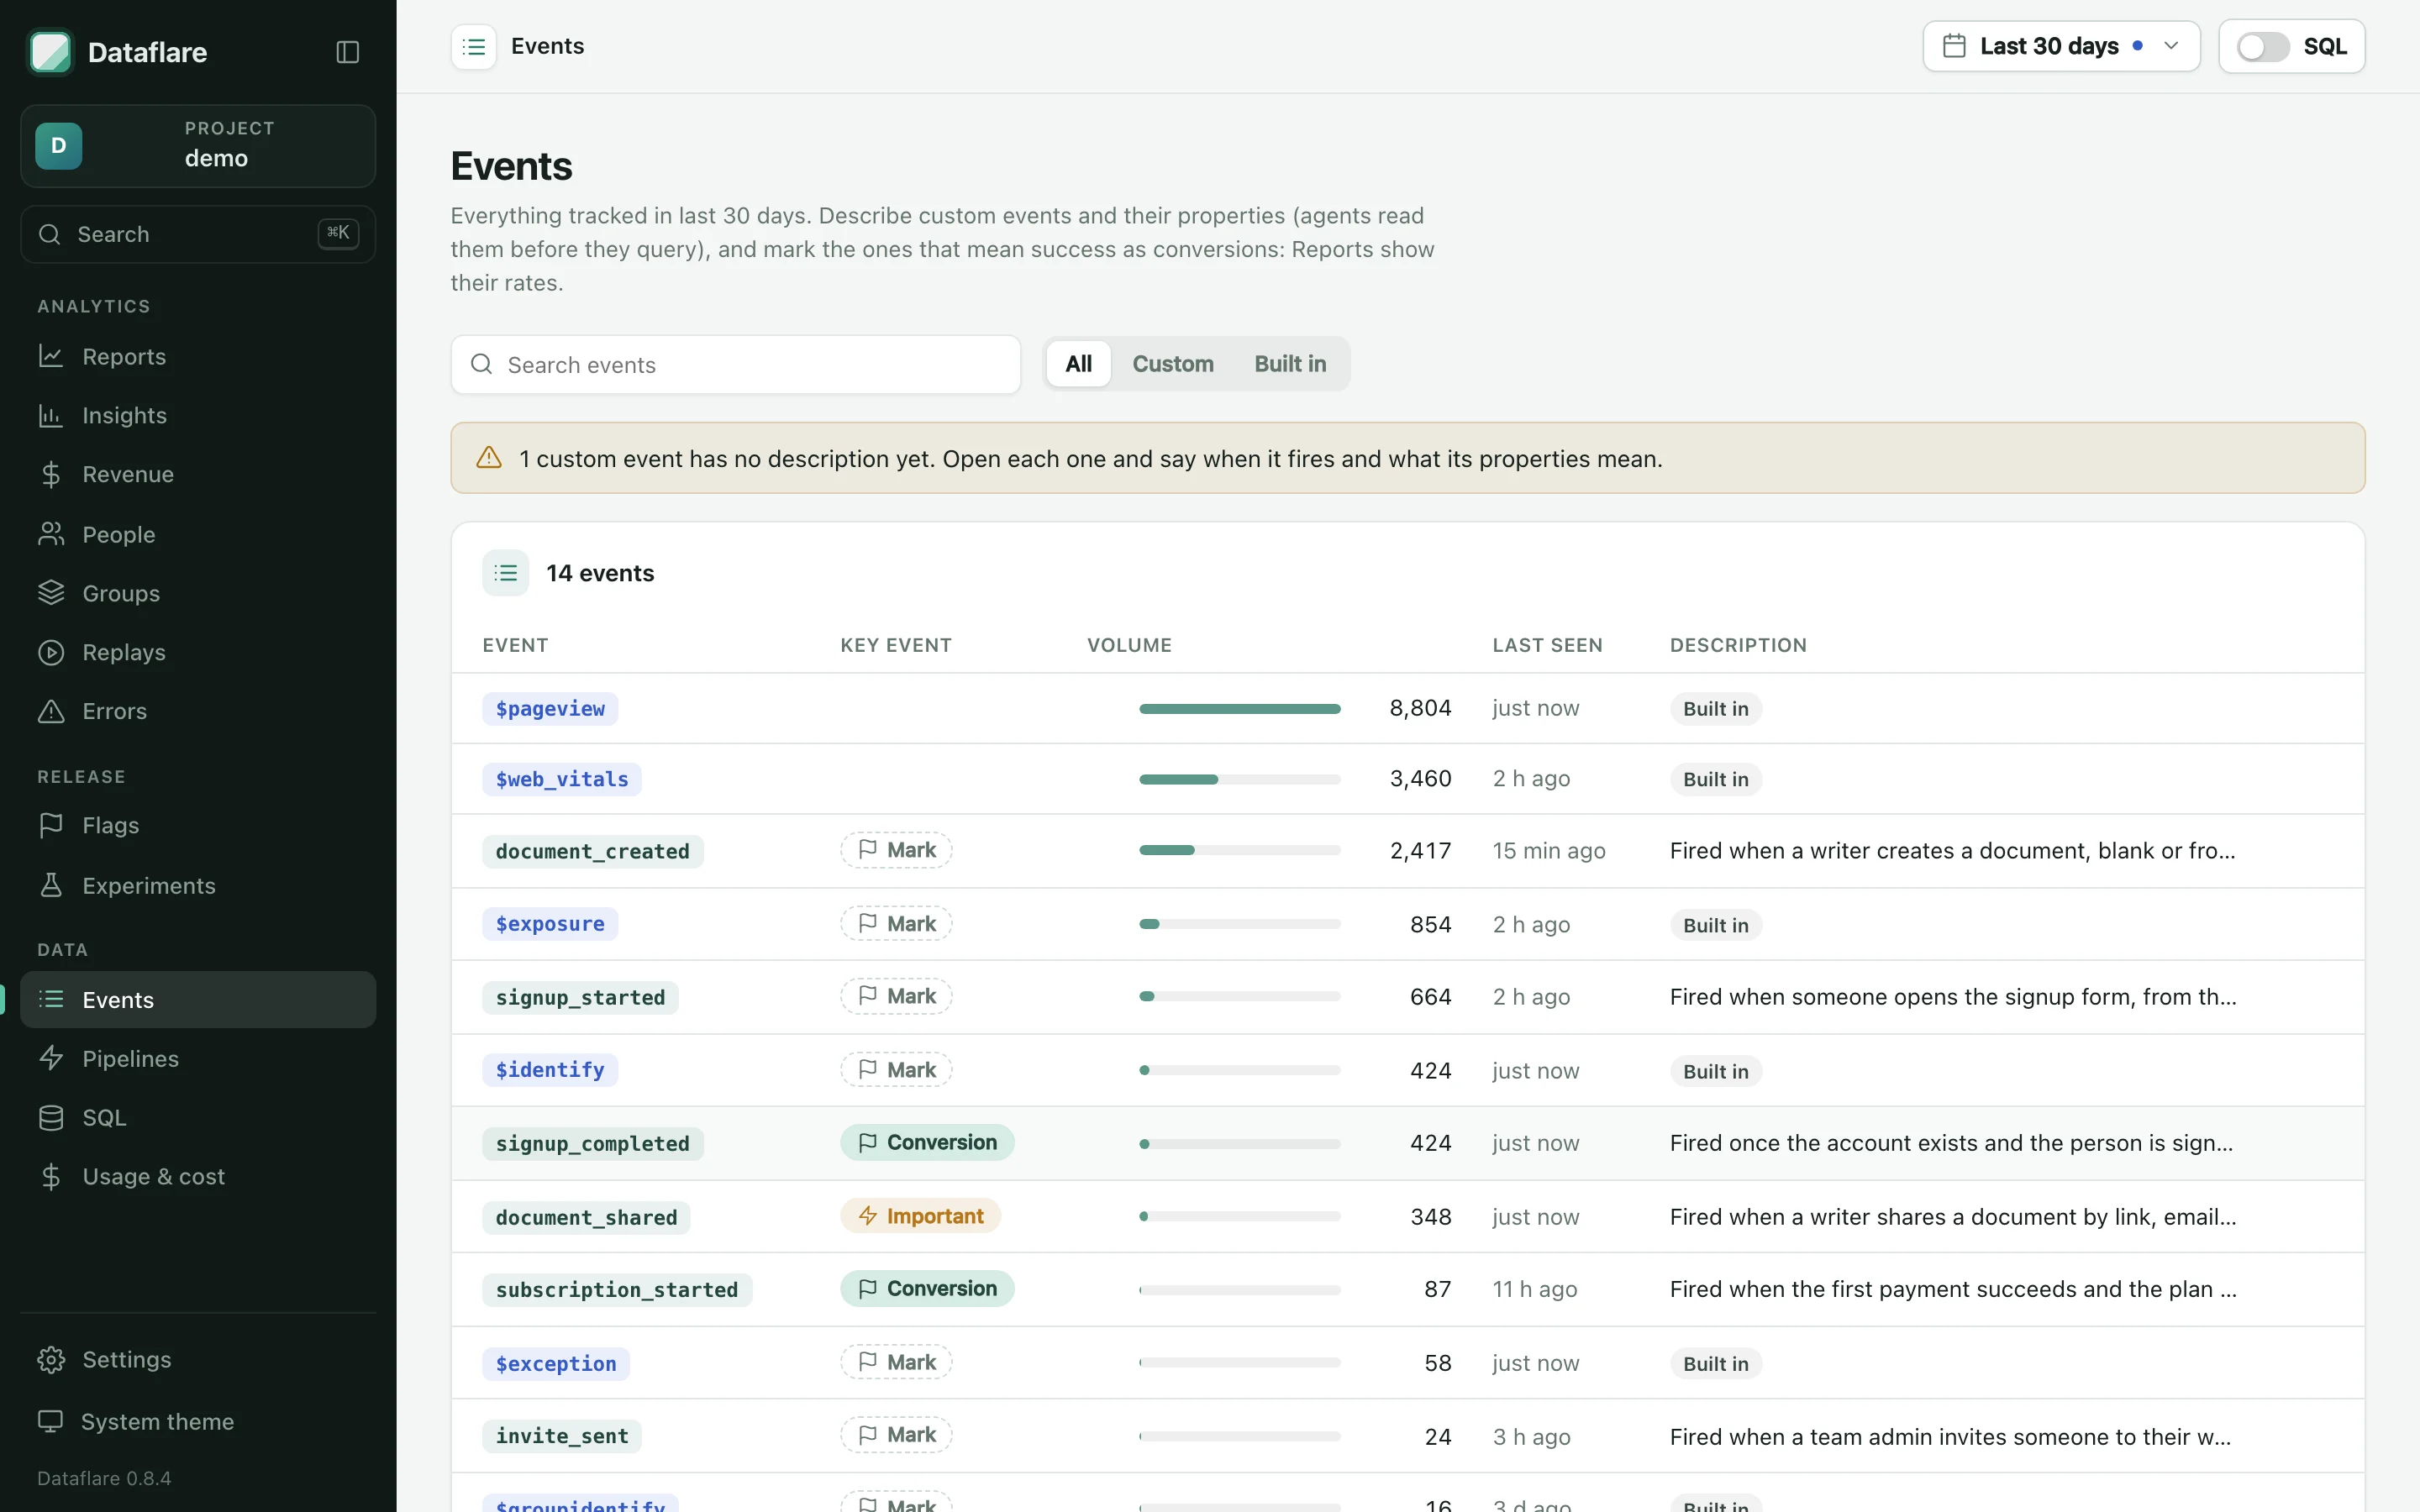 Dataflare
D
PROJECT
demo
Search ⌘K
ANALYTICS
Reports
Insights
Revenue
People
Groups
Replays
Errors
RELEASE
Flags
Experiments
DATA
Events
Pipelines
SQL
Usage & cost
Settings
System theme
Dataflare 0.8.4
Events
Last 30 days
SQL
Events
Everything tracked in last 30 days. Describe custom events and their properties (agents read
them before they query), and mark the ones that mean success as conversions: Reports show
their rates.
Search events
All Custom Built in
1 custom event has no description yet. Open each one and say when it fires and what its properties mean.
14 events
EVENT KEY EVENT VOLUME LAST SEEN DESCRIPTION
$pageview 8,804 just now Built in
$web_vitals 3,460 2 h ago Built in
document_created Mark 2,417 15 min ago Fired when a writer creates a document, blank or fro...
$exposure Mark 854 2 h ago Built in
signup_started Mark 664 2 h ago Fired when someone opens the signup form, from th...
$identify Mark 424 just now Built in
signup_completed Conversion 424 just now Fired once the account exists and the person is sign...
document_shared Important 348 just now Fired when a writer shares a document by link, email...
subscription_started Conversion 87 11 h ago Fired when the first payment succeeds and the plan ...
$exception Mark 58 just now Built in
invite_sent Mark 24 3 h ago Fired when a team admin invites someone to their w...
$groupidentify Mark 16 3 d ago Built in